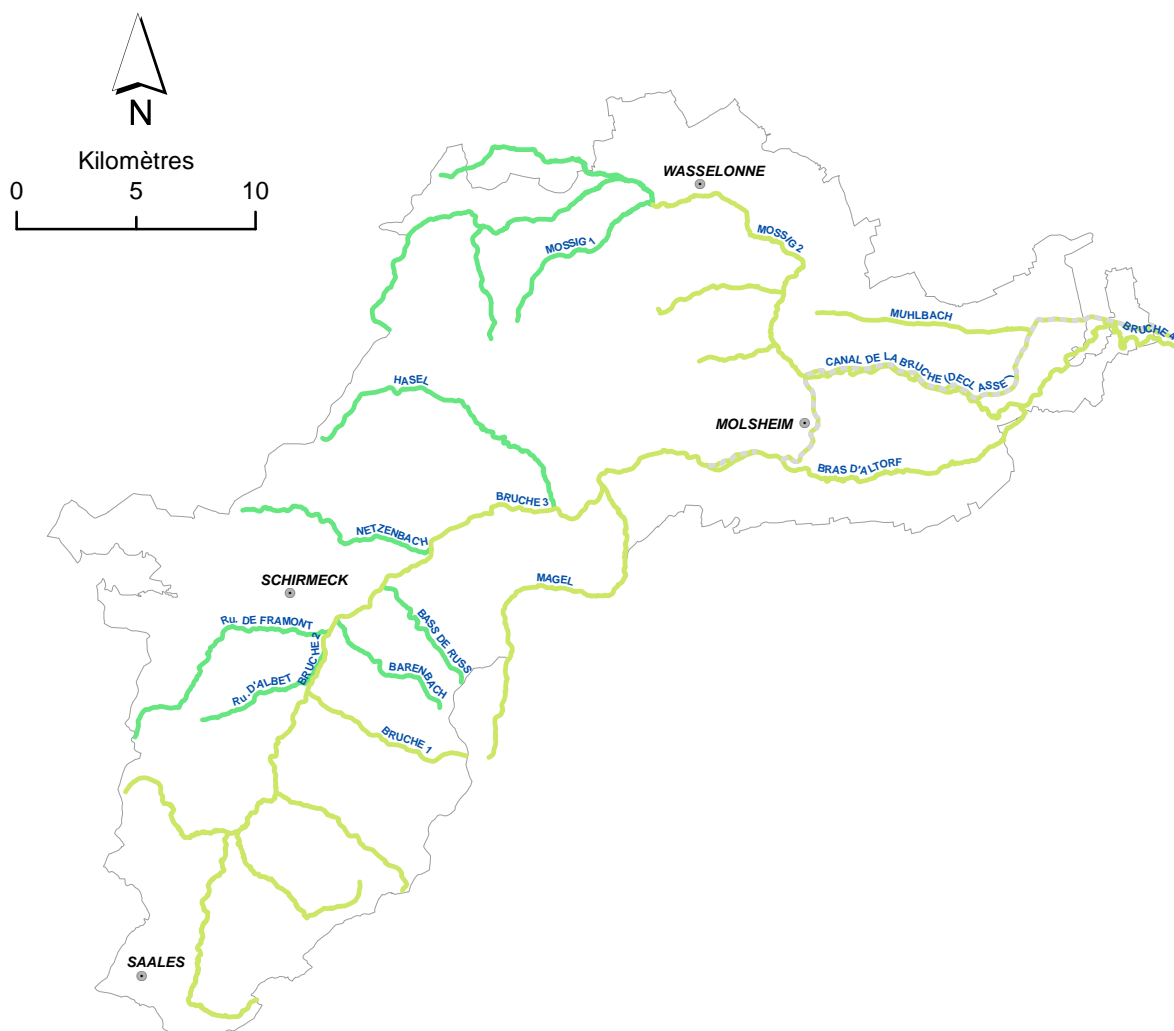 N
Kilomètres
0 5 10
WASSELONNE
MOSSIG 1
MOSSIG 2
MUHLBACH
BRUCHE 4
CANAL DE LA BRUCHE (DECLASSE)
HASEL
MOLSHEIM
BRAS D'ALTORF
BRUCHE 3
NETZENBACH
SCHIRMECK
MAGEL
Ru. DE FRAMONT
BRUCHE 2
BASS DE RUSS
BARENBACH
Ru. D'ALBET
BRUCHE 1
SAALES